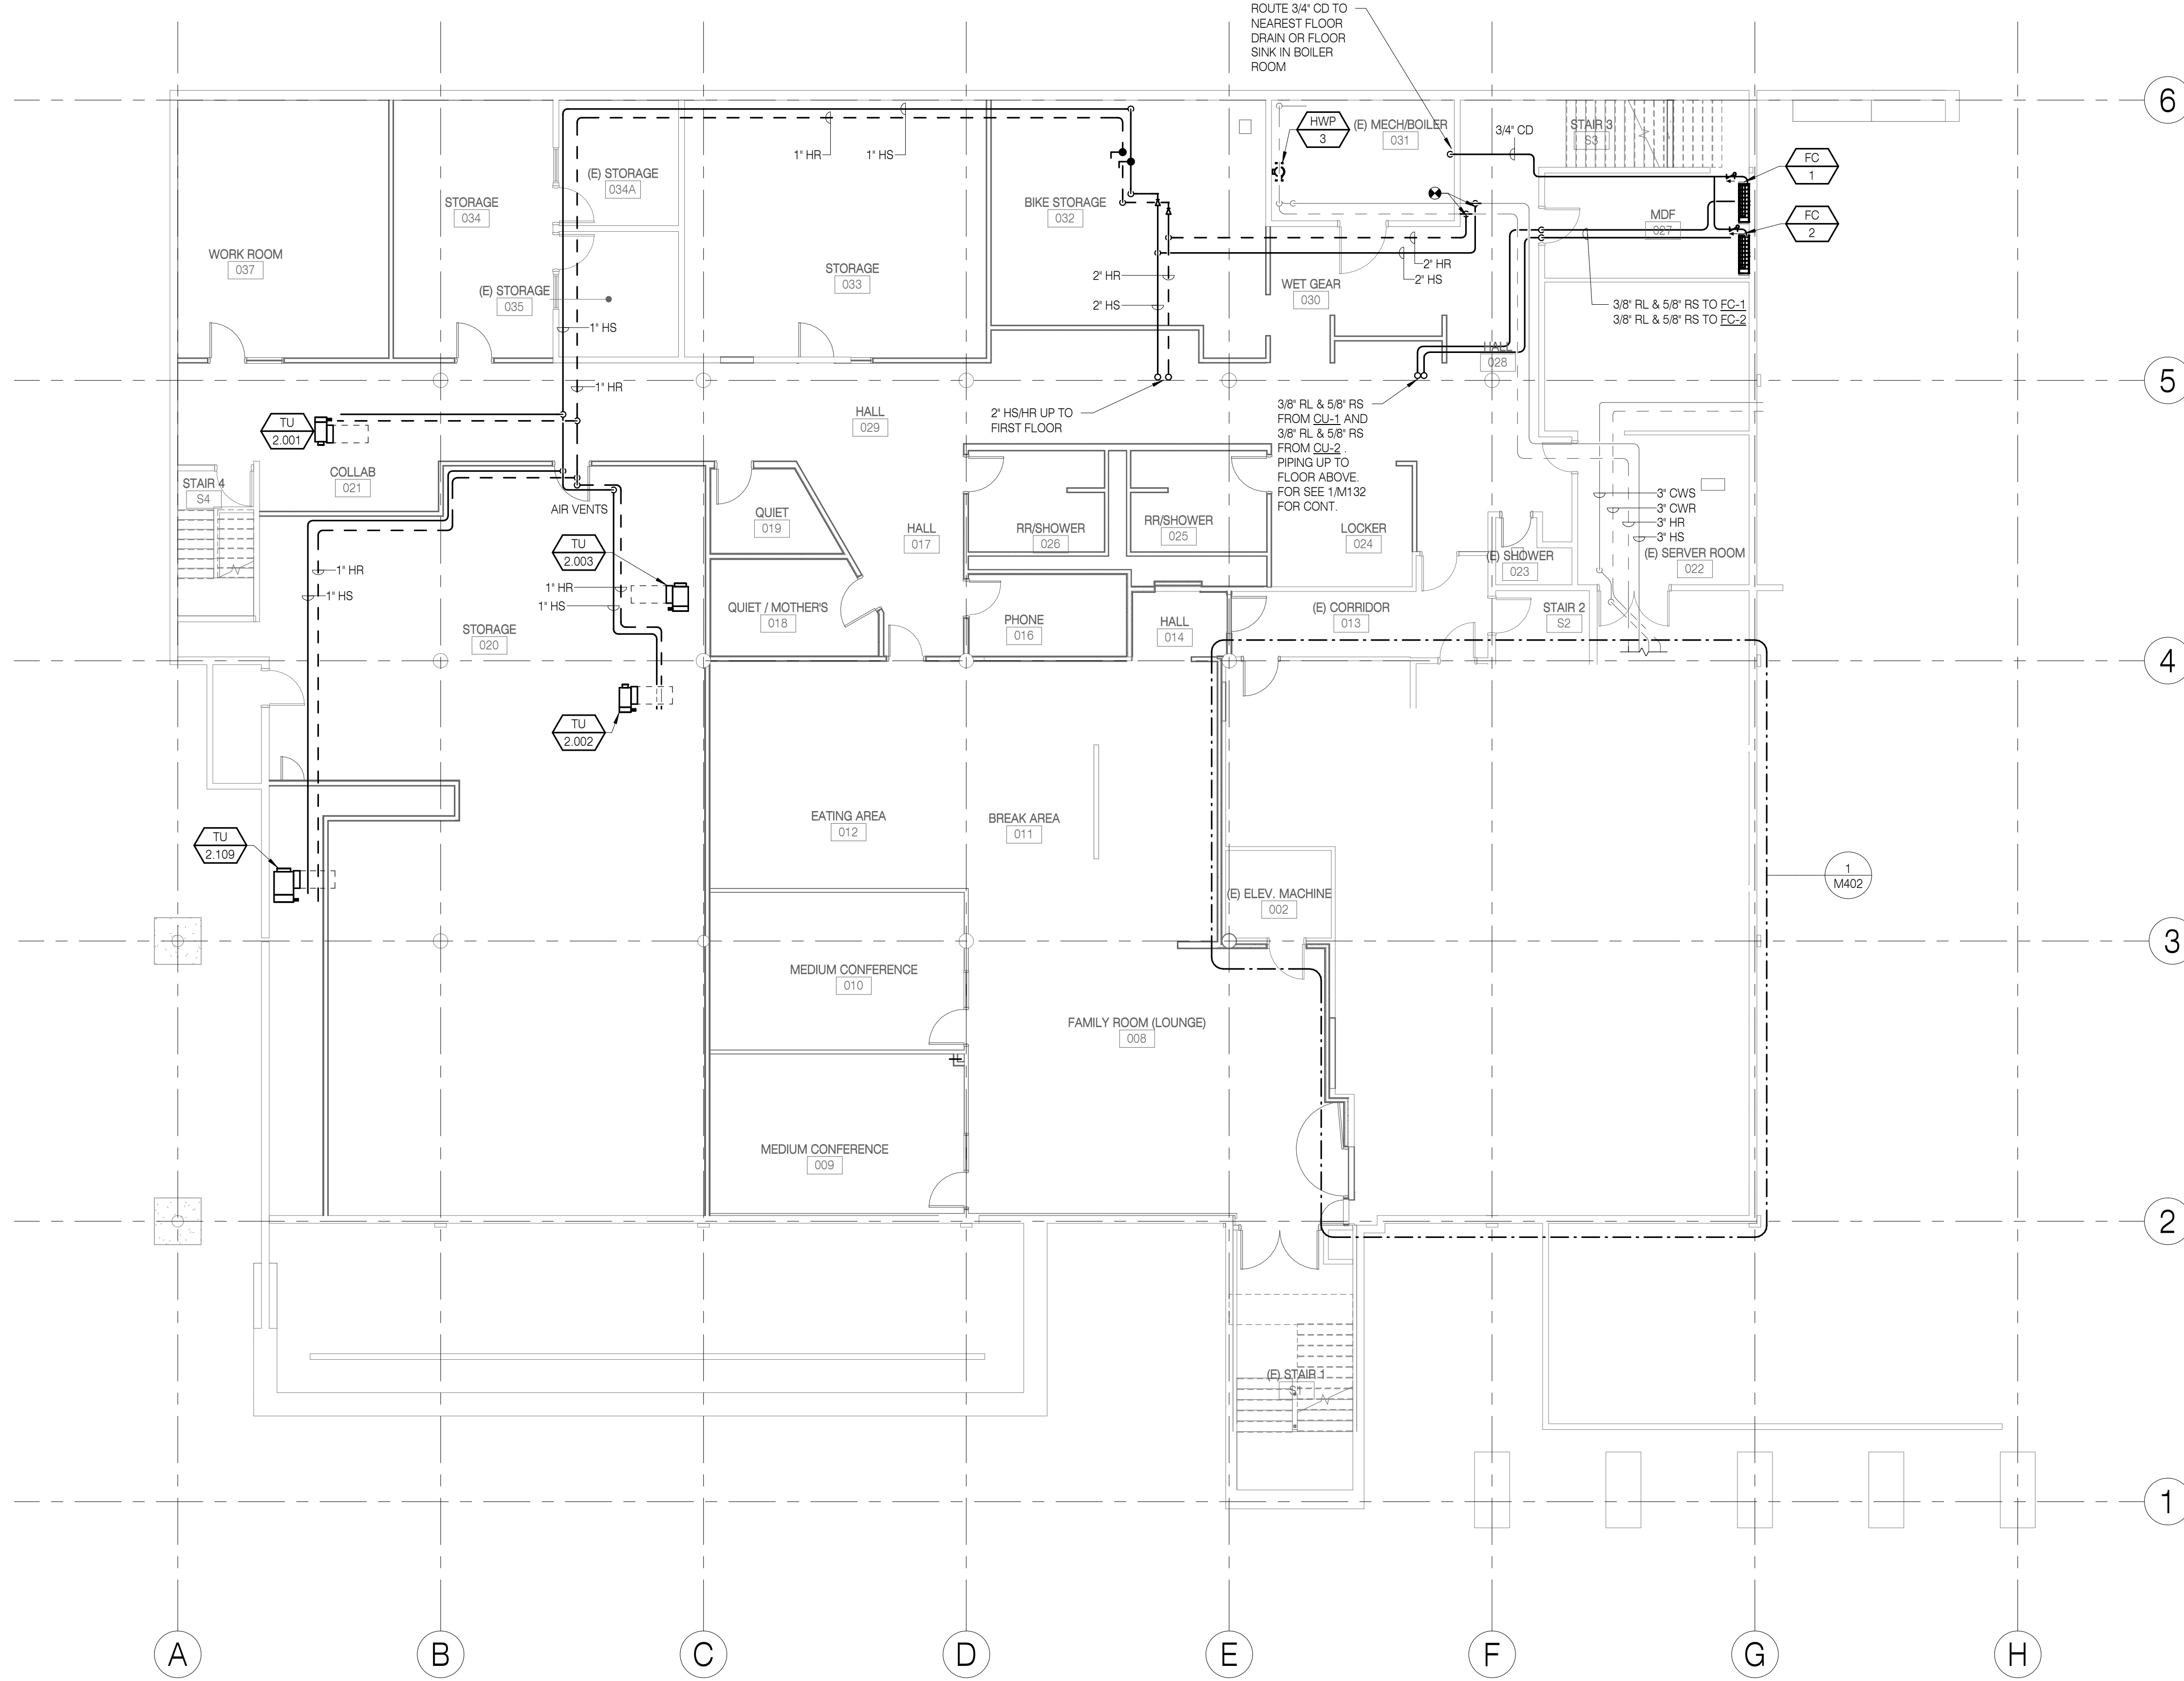 ROUTE 3/4" CD TO
NEAREST FLOOR
DRAIN OR FLOOR
SINK IN BOILER
ROOM
6
HWP
3
(E) MECH/BOILER
031
3/4" CD
STAIR 3
S3
FC
1
1" HR
1" HS
(E) STORAGE
034A
STORAGE
034
BIKE STORAGE
032
MDF
027
FC
2
WORK ROOM
037
STORAGE
033
2" HR
2" HS
2" HR
2" HS
WET GEAR
030
(E) STORAGE
035
1" HS
3/8" RL & 5/8" RS TO FC-1
3/8" RL & 5/8" RS TO FC-2
HALL
028
5
1" HR
TU
2.001
HALL
029
2" HS/HR UP TO
FIRST FLOOR
3/8" RL & 5/8" RS
FROM CU-1 AND
3/8" RL & 5/8" RS
FROM CU-2 .
PIPING UP TO
FLOOR ABOVE.
FOR SEE 1/M132
FOR CONT.
COLLAB
021
STAIR 4
S4
AIR VENTS
QUIET
019
HALL
017
RR/SHOWER
026
RR/SHOWER
025
LOCKER
024
3" CWS
3" CWR
3" HR
3" HS
(E) SHOWER
023
(E) SERVER ROOM
022
TU
2.003
1" HR
1" HS
1" HR
1" HS
STORAGE
020
QUIET / MOTHER'S
018
PHONE
016
HALL
014
(E) CORRIDOR
013
STAIR 2
S2
4
TU
2.002
EATING AREA
012
BREAK AREA
011
TU
2.109
(E) ELEV. MACHINE
002
1
M402
3
MEDIUM CONFERENCE
010
FAMILY ROOM (LOUNGE)
008
MEDIUM CONFERENCE
009
2
(E) STAIR 1
S1
1
A
B
C
D
E
F
G
H